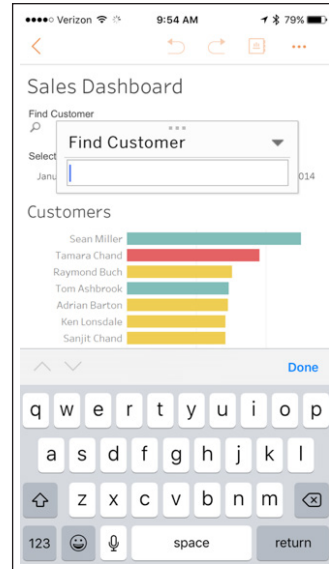 Verizon 9:54 AM 79%
Sales Dashboard
Find Customer
Find Customer
Select
Janu 014
Customers
Sean Miller
Tamara Chand
Raymond Buch
Tom Ashbrook
Adrian Barton
Ken Lonsdale
Sanjit Chand
Done
q w e r t y u i o p
a s d f g h j k l
z x c v b n m
123 space return